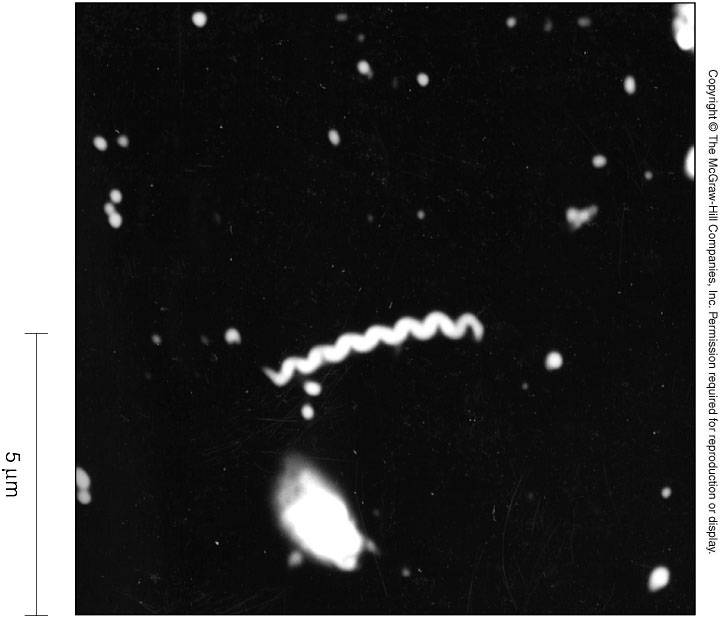 5 µm
Copyright © The McGraw-Hill Companies, Inc. Permission required for reproduction or display.